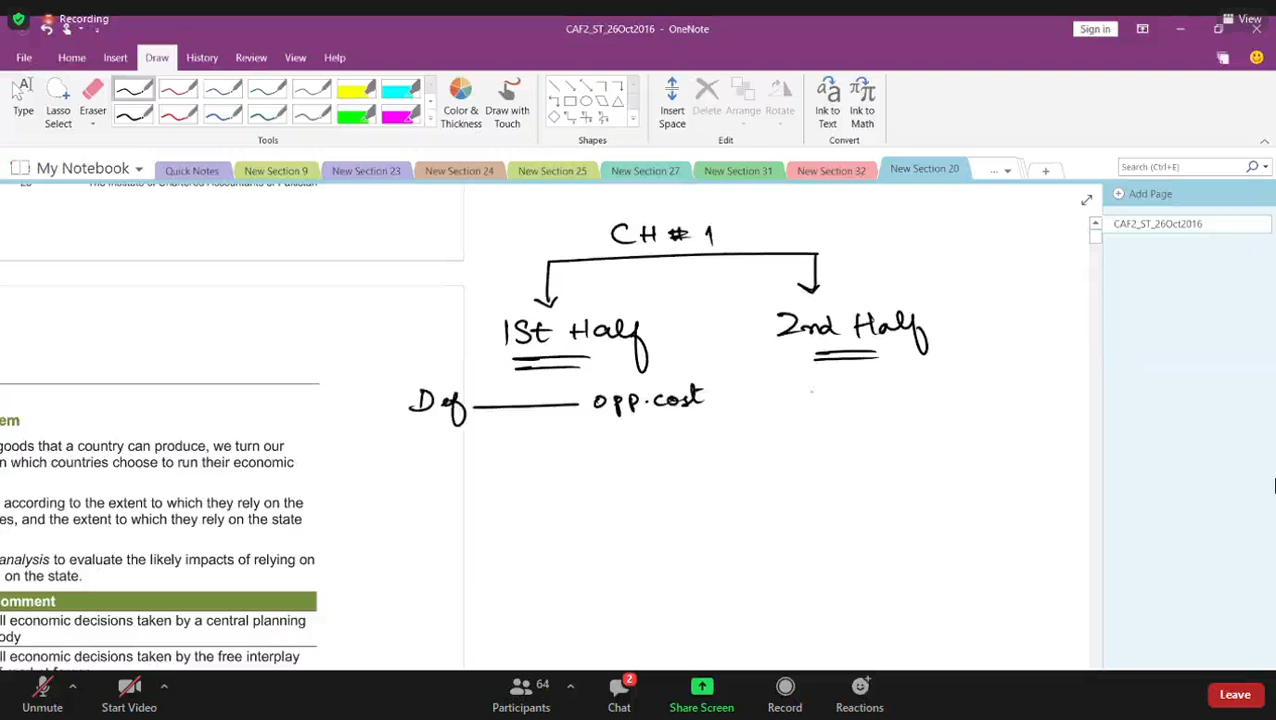 Recording
View
CAF2_ST_26Oct2016 - OneNote
Sign in
File Home Insert Draw History Review View Help
Type
Lasso Select
Eraser
Color & Thickness
Draw with Touch
Insert Space
Delete
Arrange
Rotate
Ink to Text
Ink to Math
Tools
Shapes
Edit
Convert
My Notebook
Quick Notes
New Section 9
New Section 23
New Section 24
New Section 25
New Section 27
New Section 31
New Section 32
New Section 20
...
Search (Ctrl+E)
Add Page
CAF2_ST_26Oct2016
The Institute of Chartered Accountants of Pakistan
CH # 1
1st Half
2nd Half
Def opp.cost
em
goods that a country can produce, we turn our
n which countries choose to run their economic
according to the extent to which they rely on the
es, and the extent to which they rely on the state
analysis to evaluate the likely impacts of relying on
on the state.
omment
ll economic decisions taken by a central planning
ody
ll economic decisions taken by the free interplay
Unmute
Start Video
64
Participants
2
Chat
Share Screen
Record
Reactions
Leave